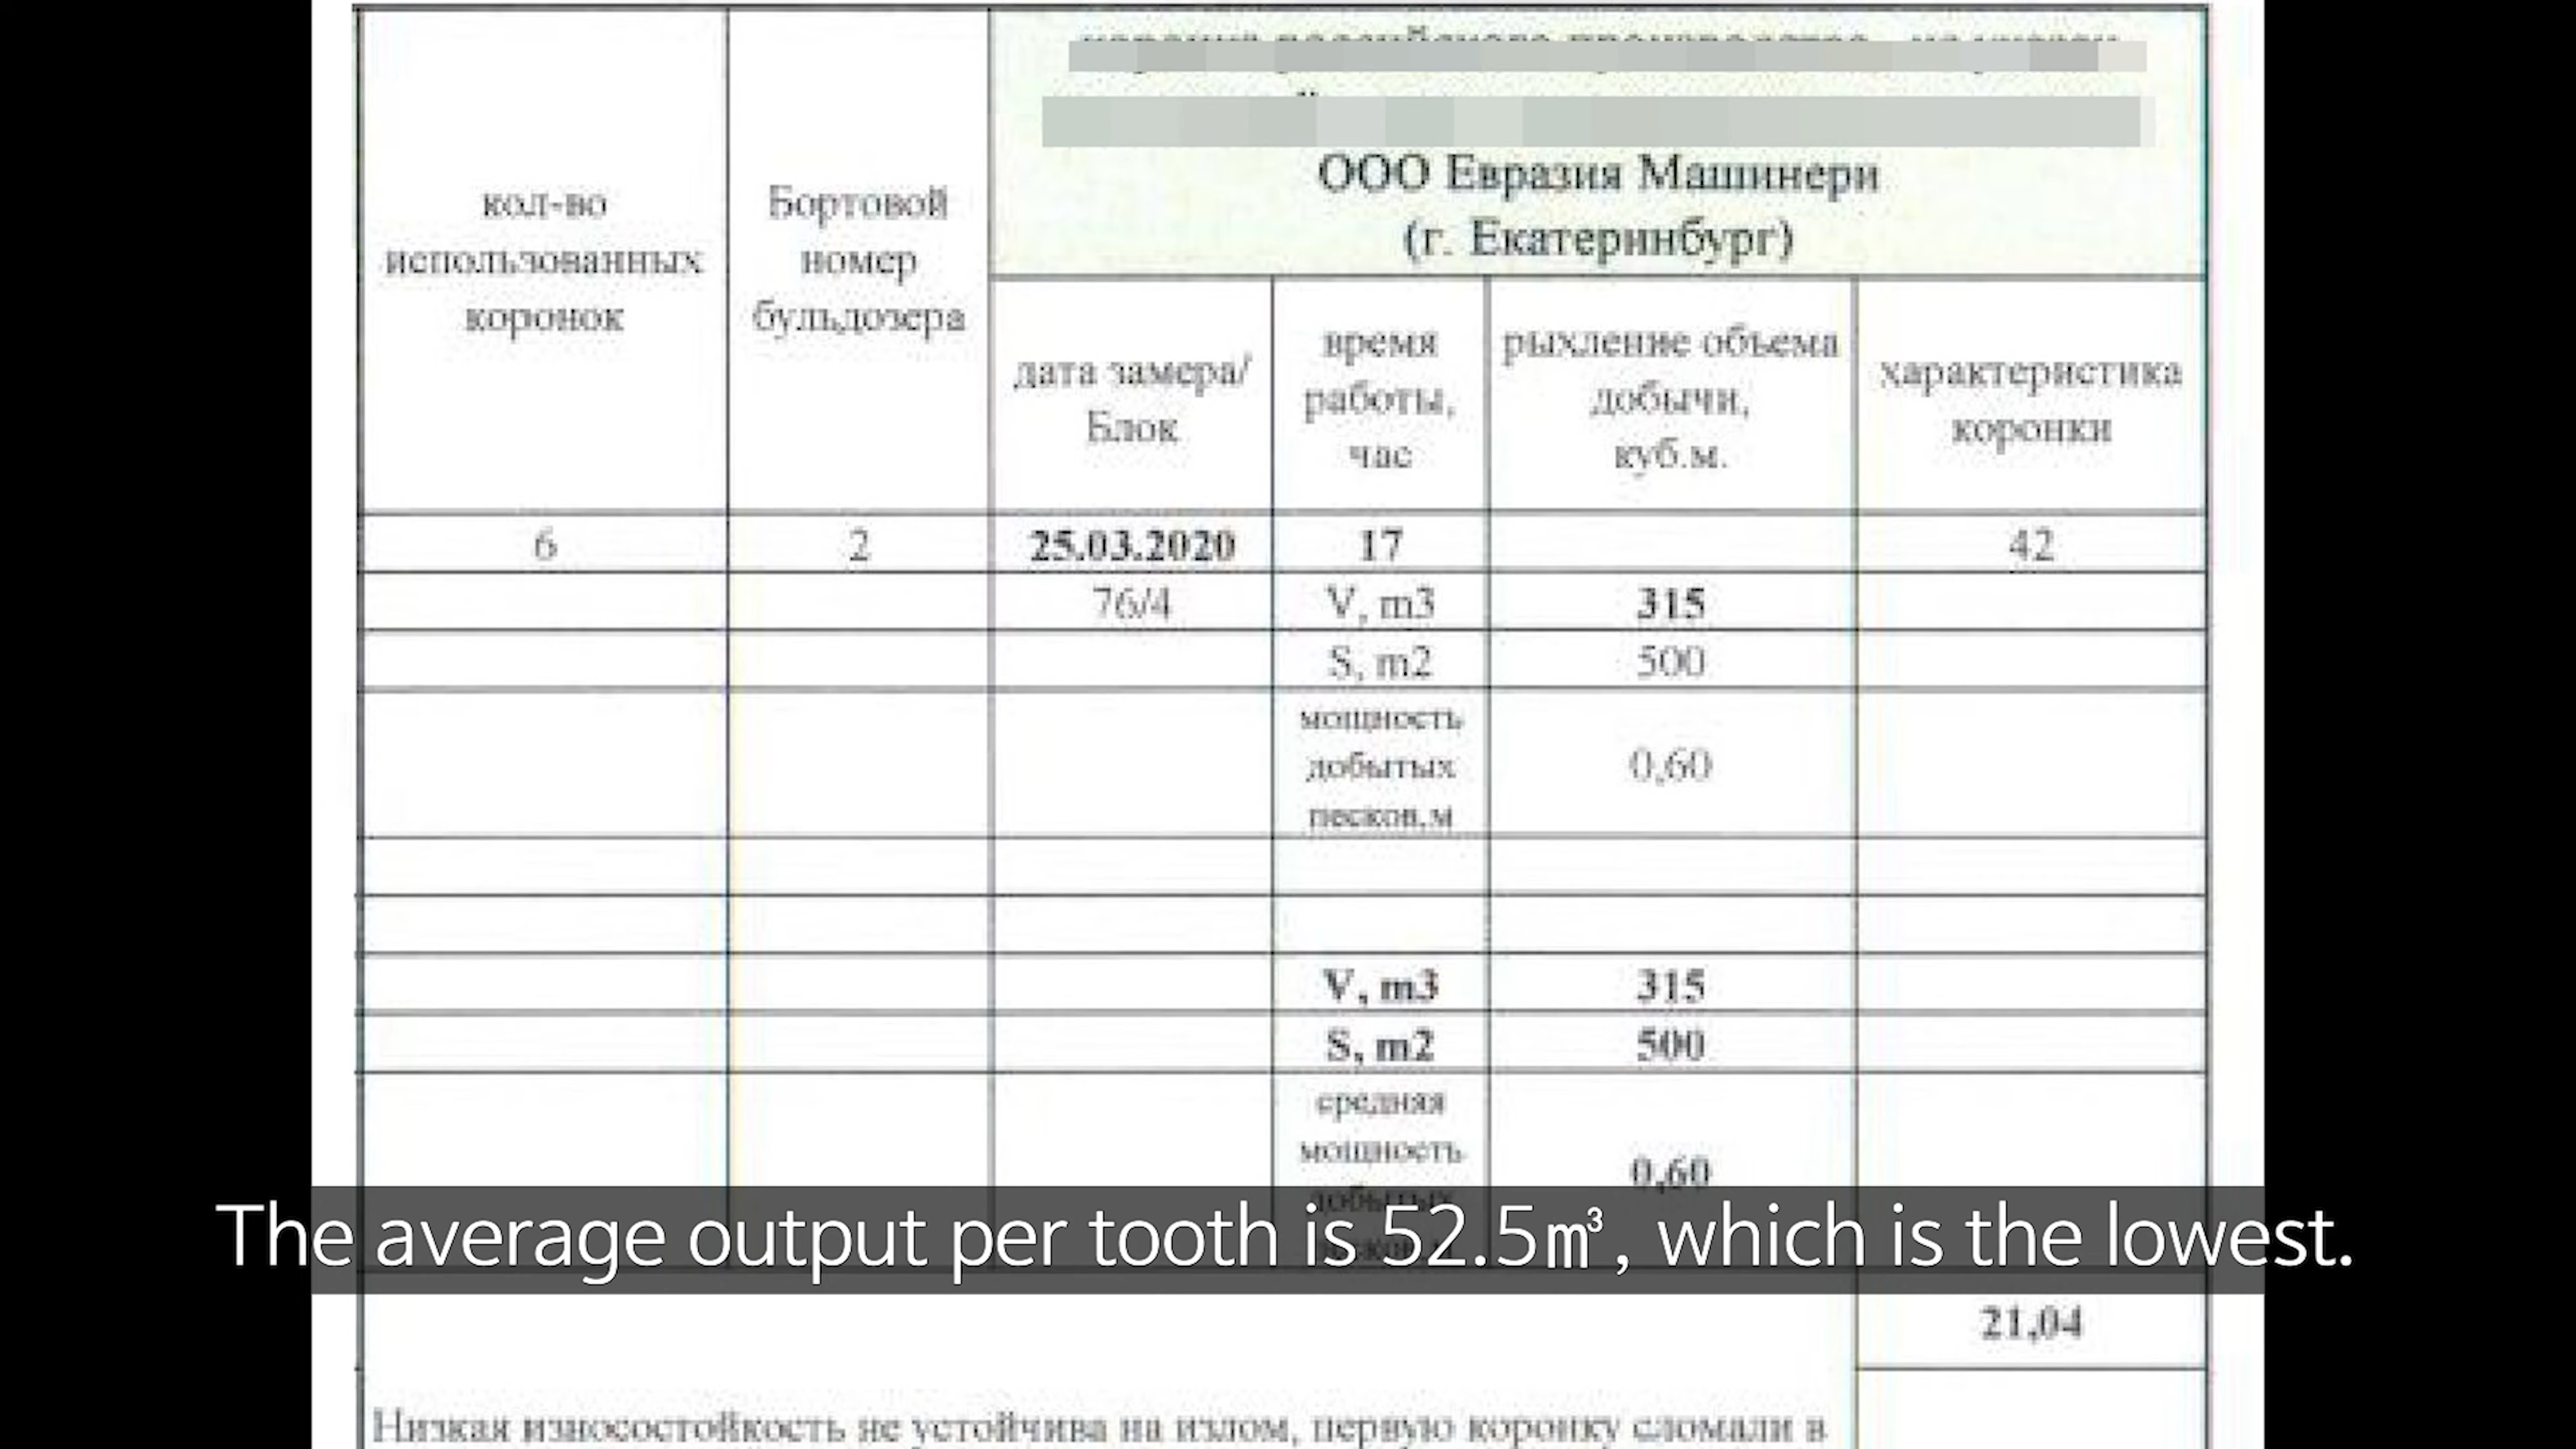 ООО Евразия Машинери
(г. Екатеринбург)
кол-во
использованных
коронок
Бортовой
номер
бульдозера
дата замера/
Блок
время
работы,
час
рыхление объема
добычи,
куб.м.
характеристика
коронки
6 2 25.03.2020 17 42
76/4 V, m3 315
S, m2 500
мощность
добытых
песков,м
0,60
V, m3 315
S, m2 500
средняя
мощность
добытых
0,60
The average output per tooth is 52.5㎥, which is the lowest.
21,04
Низкая износостойкость не устойчива на излом, первую коронку сломали в